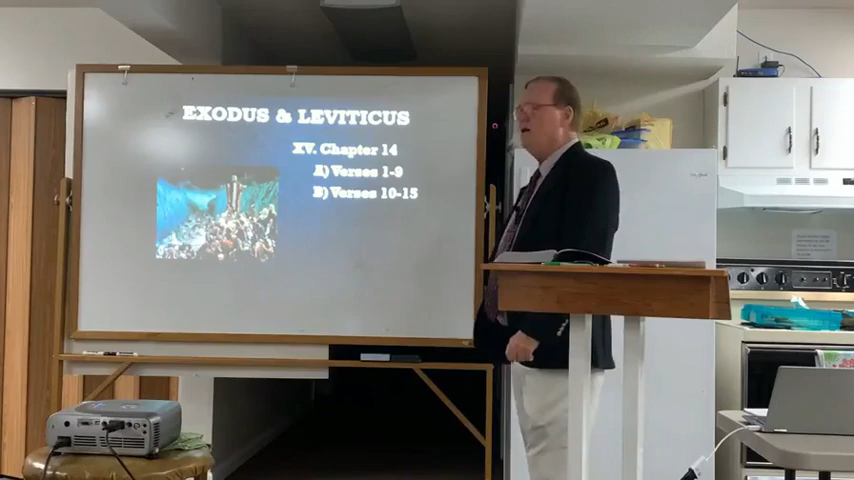 EXODUS & LEVITICUS
XV. Chapter 14
A) Verses 1-9
B) Verses 10-15